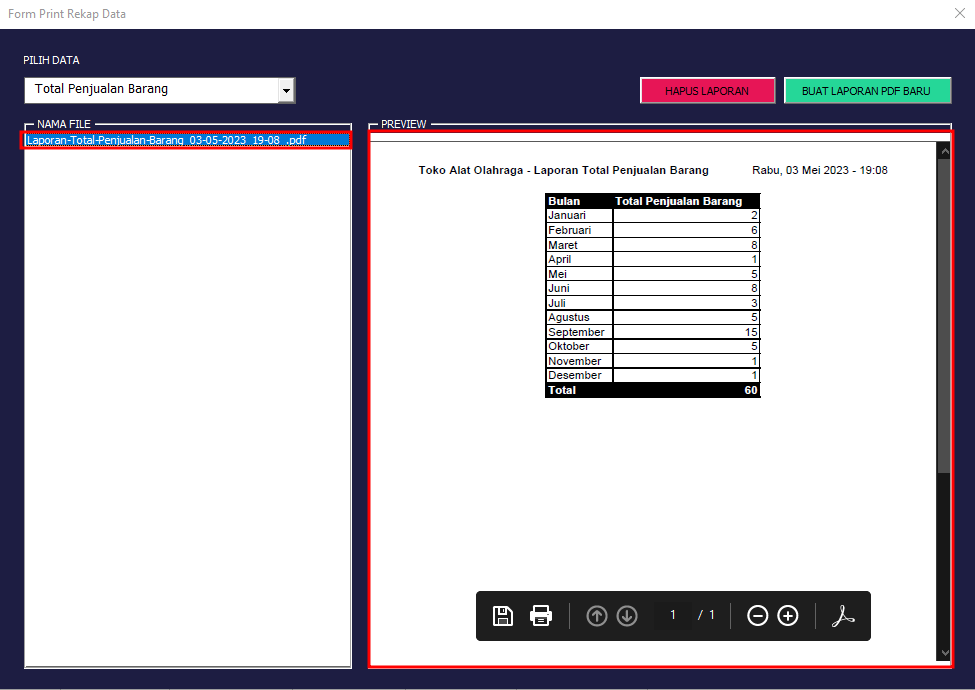 Form Print Rekap Data
PILIH DATA
Total Penjualan Barang
HAPUS LAPORAN
BUAT LAPORAN PDF BARU
NAMA FILE
PREVIEW
Laporan-Total-Penjualan-Barang_03-05-2023_19-08_.pdf
Toko Alat Olahraga - Laporan Total Penjualan Barang Rabu, 03 Mei 2023 - 19:08
Bulan Total Penjualan Barang
Januari 2
Februari 6
Maret 8
April 1
Mei 5
Juni 8
Juli 3
Agustus 5
September 15
Oktober 5
November 1
Desember 1
Total 60
1 / 1